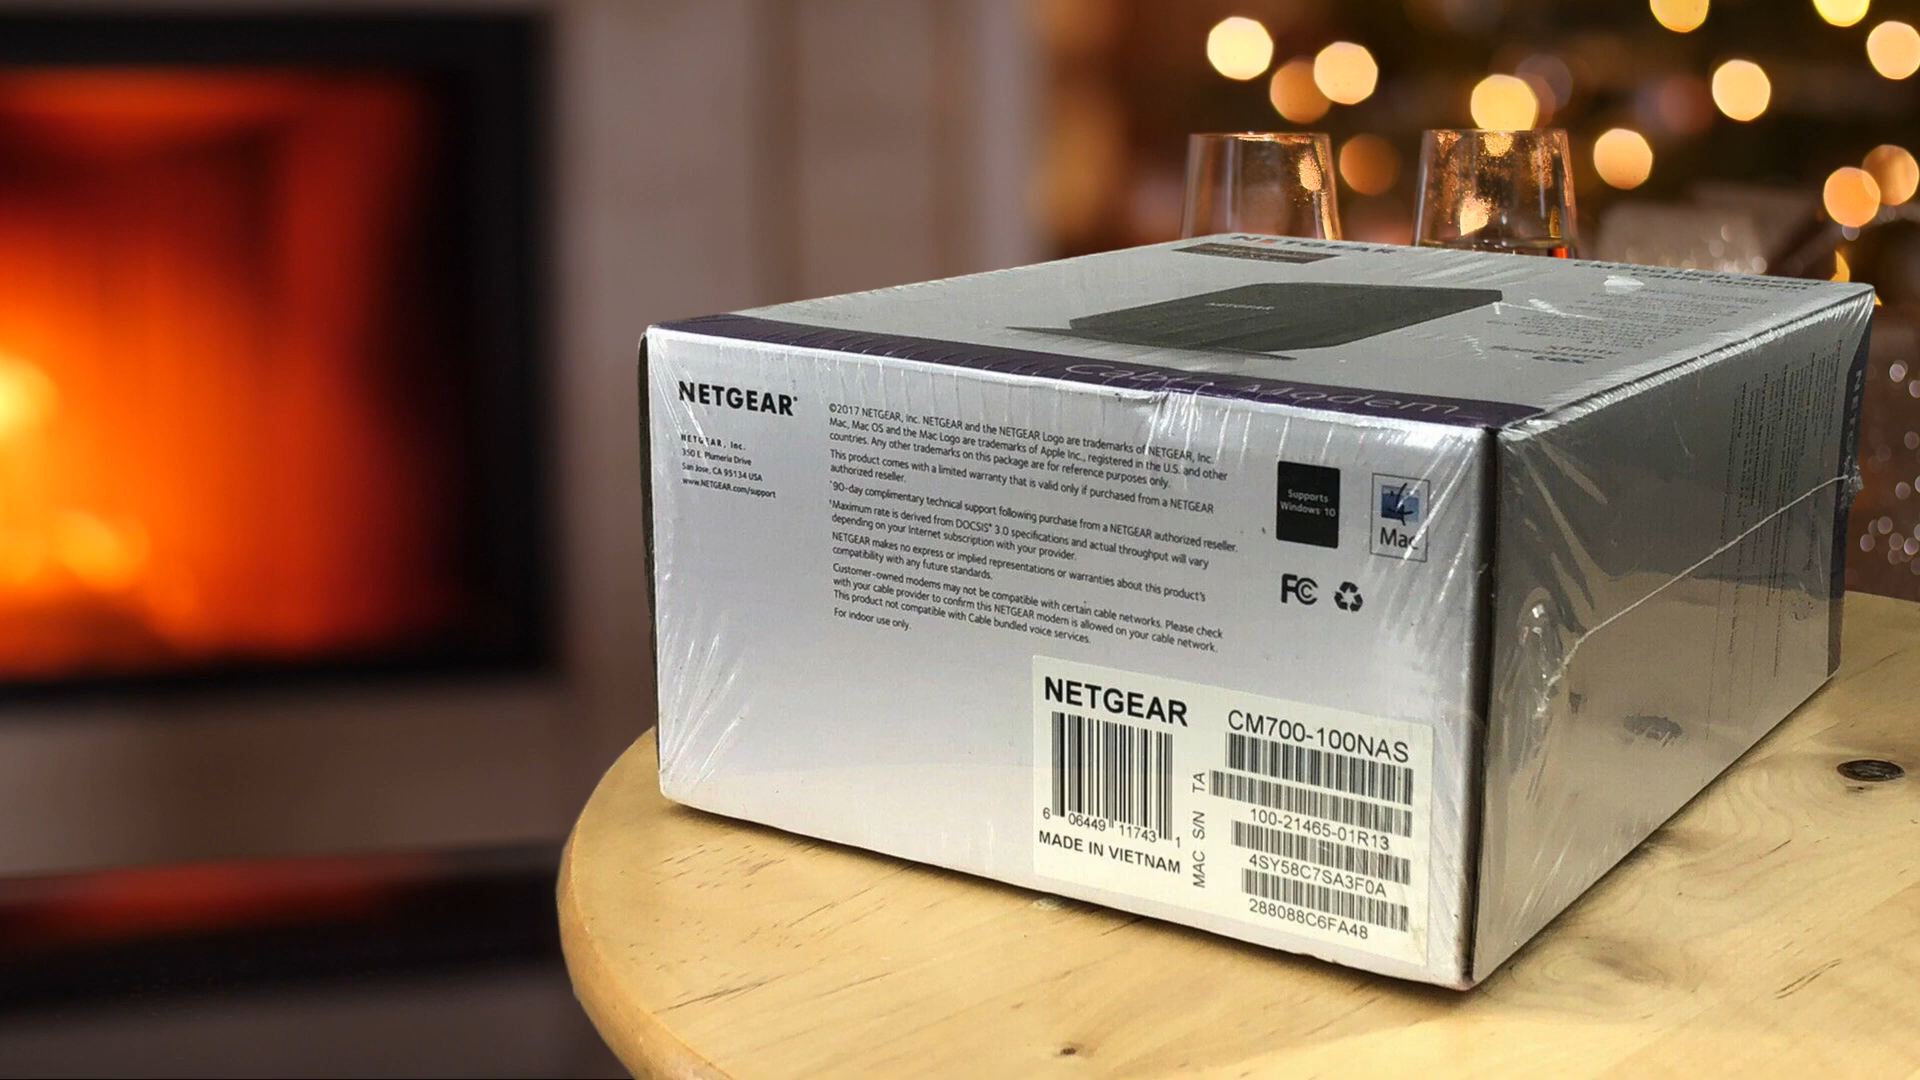 NETGEAR
NETGEAR
Cable Modem
NETGEAR®
NETGEAR, Inc.
350 E. Plumeria Drive
San Jose, CA 95134 USA
www.NETGEAR.com/support
©2017 NETGEAR, Inc. NETGEAR and the NETGEAR Logo are trademarks of NETGEAR, Inc.
Mac, Mac OS and the Mac Logo are trademarks of Apple Inc., registered in the U.S. and other
countries. Any other trademarks on this package are for reference purposes only.
This product comes with a limited warranty that is valid only if purchased from a NETGEAR
authorized reseller.
*90-day complimentary technical support following purchase from a NETGEAR authorized reseller.
†Maximum rate is derived from DOCSIS® 3.0 specifications and actual throughput will vary
depending on your Internet subscription with your provider.
NETGEAR makes no express or implied representations or warranties about this product's
compatibility with any future standards.
Customer-owned modems may not be compatible with certain cable networks. Please check
with your cable provider to confirm this NETGEAR modem is allowed on your cable network.
This product not compatible with Cable bundled voice services.
For indoor use only.
Supports
Windows 10
Mac
FC
NETGEAR
CM700-100NAS
6 06449 11743 1
MADE IN VIETNAM
TA
100-21465-01R13
S/N
4SY58C7SA3F0A
MAC
288088C6FA48